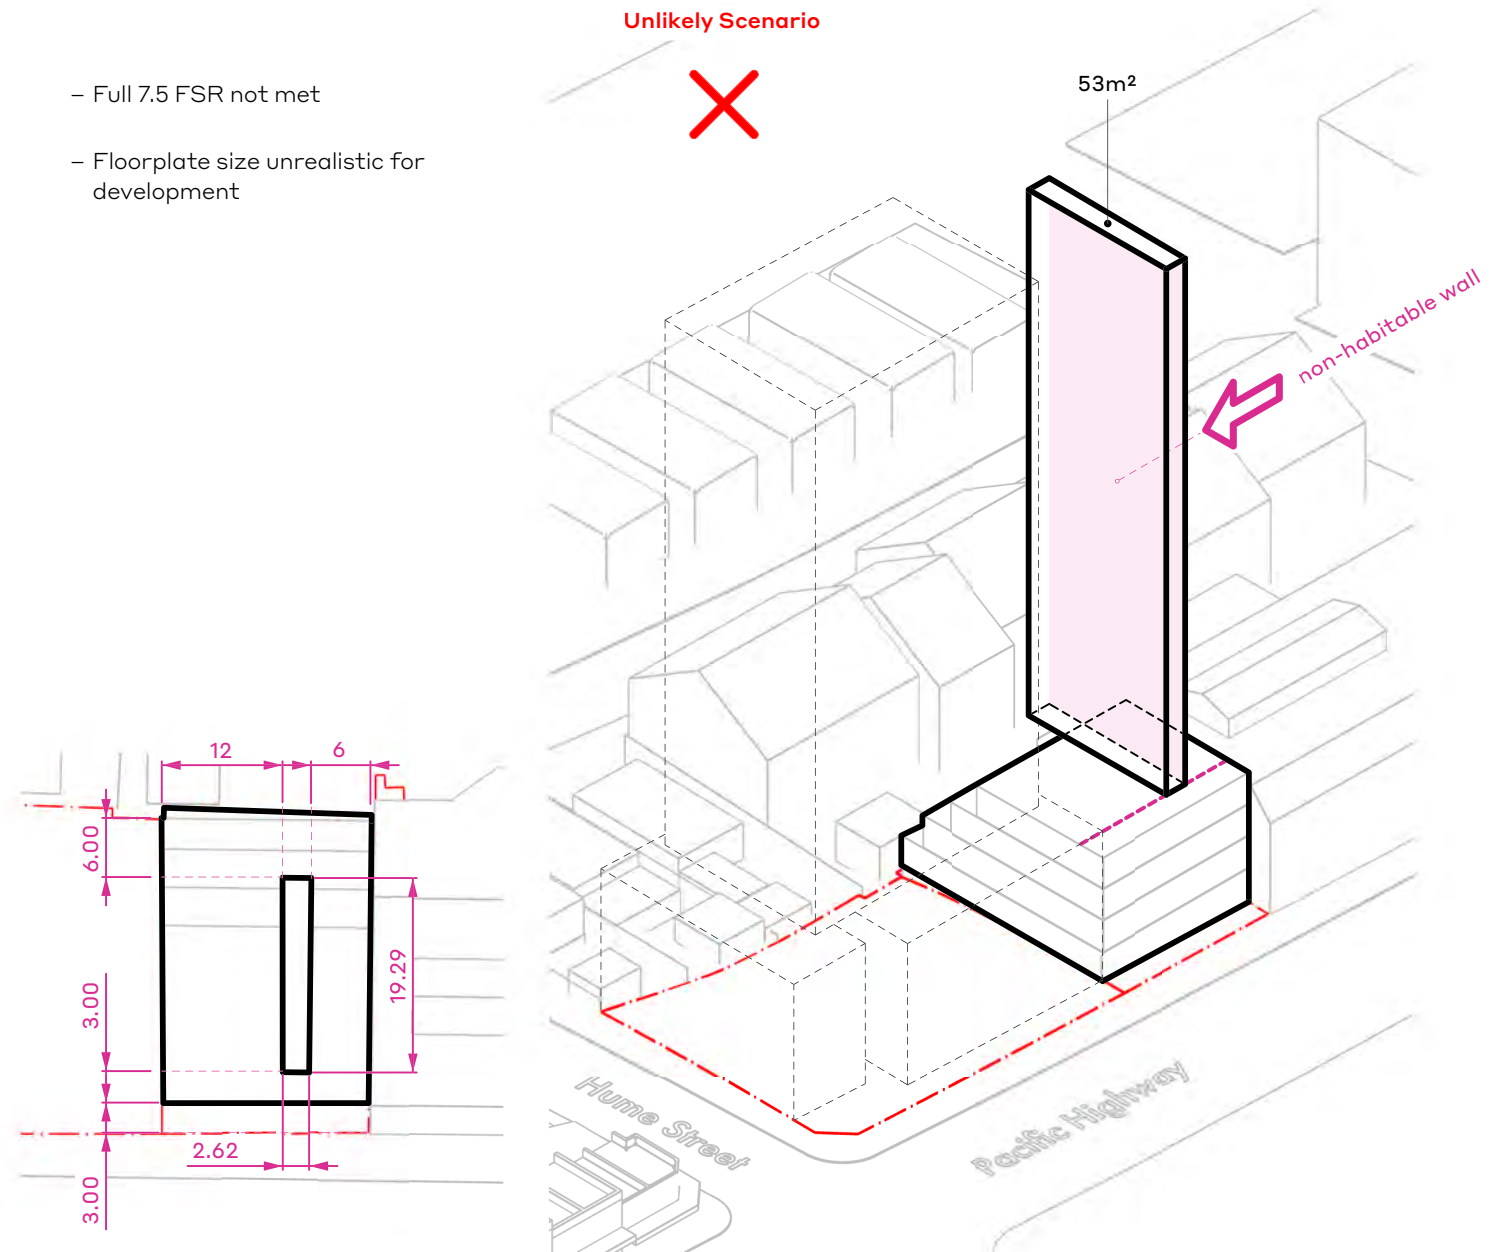 Unlikely Scenario
– Full 7.5 FSR not met
– Floorplate size unrealistic for
development
53m²
non-habitable wall
12
6
6.00
3.00
19.29
2.62
3.00
Hume Street
Pacific Highway